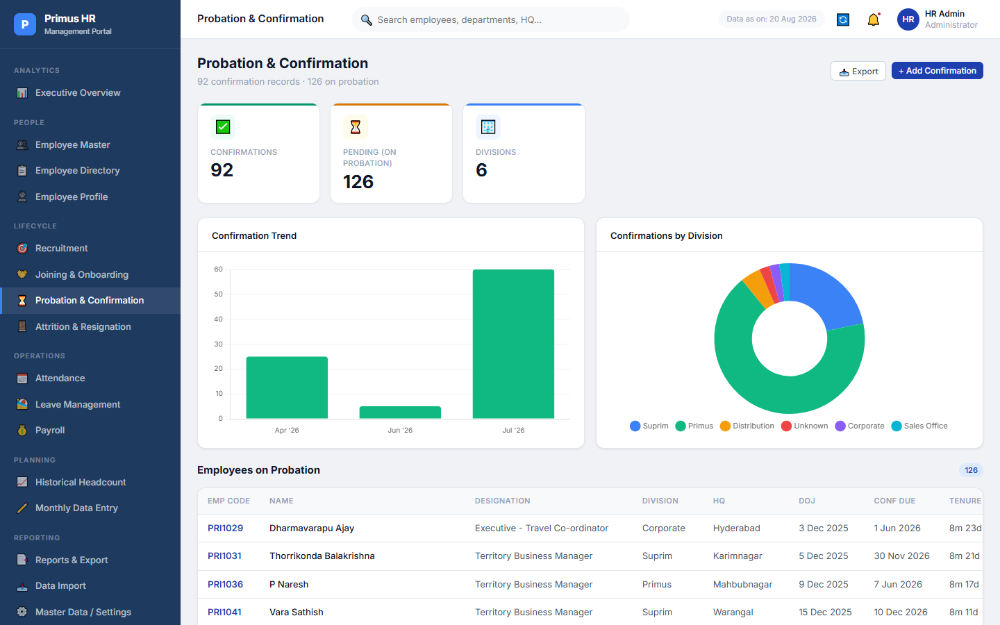 P
Primus HR
Management Portal
ANALYTICS
Executive Overview
PEOPLE
Employee Master
Employee Directory
Employee Profile
LIFECYCLE
Recruitment
Joining & Onboarding
Probation & Confirmation
Attrition & Resignation
OPERATIONS
Attendance
Leave Management
Payroll
PLANNING
Historical Headcount
Monthly Data Entry
REPORTING
Reports & Export
Data Import
Master Data / Settings
Probation & Confirmation
Search employees, departments, HQ...
Data as on: 20 Aug 2026
HR
HR Admin
Administrator
Probation & Confirmation
92 confirmation records · 126 on probation
Export
+ Add Confirmation
CONFIRMATIONS
92
PENDING (ON
PROBATION)
126
DIVISIONS
6
Confirmation Trend
60
50
40
30
20
10
0
Apr '26
Jun '26
Jul '26
Confirmations by Division
Suprim
Primus
Distribution
Unknown
Corporate
Sales Office
Employees on Probation
126
EMP CODE NAME DESIGNATION DIVISION HQ DOJ CONF DUE TENURE
PRI1029 Dharmavarapu Ajay Executive - Travel Co-ordinator Corporate Hyderabad 3 Dec 2025 1 Jun 2026 8m 23d
PRI1031 Thorrikonda Balakrishna Territory Business Manager Suprim Karimnagar 5 Dec 2025 30 Nov 2026 8m 21d
PRI1036 P Naresh Territory Business Manager Primus Mahbubnagar 9 Dec 2025 7 Jun 2026 8m 17d
PRI1041 Vara Sathish Territory Business Manager Suprim Warangal 15 Dec 2025 10 Dec 2026 8m 11d